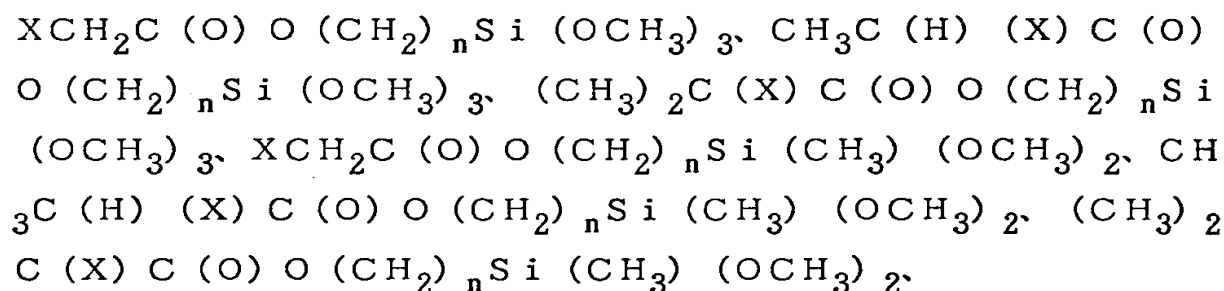 XCH₂C(O)O(CH₂)ₙSi(OCH₃)₃、CH₃C(H)(X)C(O)
O(CH₂)ₙSi(OCH₃)₃、(CH₃)₂C(X)C(O)O(CH₂)ₙSi
(OCH₃)₃、XCH₂C(O)O(CH₂)ₙSi(CH₃)(OCH₃)₂、CH
₃C(H)(X)C(O)O(CH₂)ₙSi(CH₃)(OCH₃)₂、(CH₃)₂
C(X)C(O)O(CH₂)ₙSi(CH₃)(OCH₃)₂、